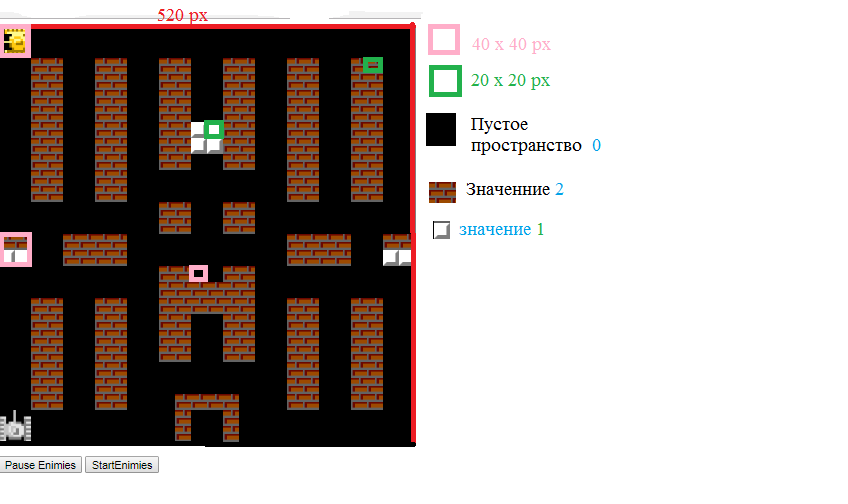 520 px
40 x 40 px
20 x 20 px
Пустое
пространство 0
Значенние 2
значение 1
Pause Enimies
StartEnimies